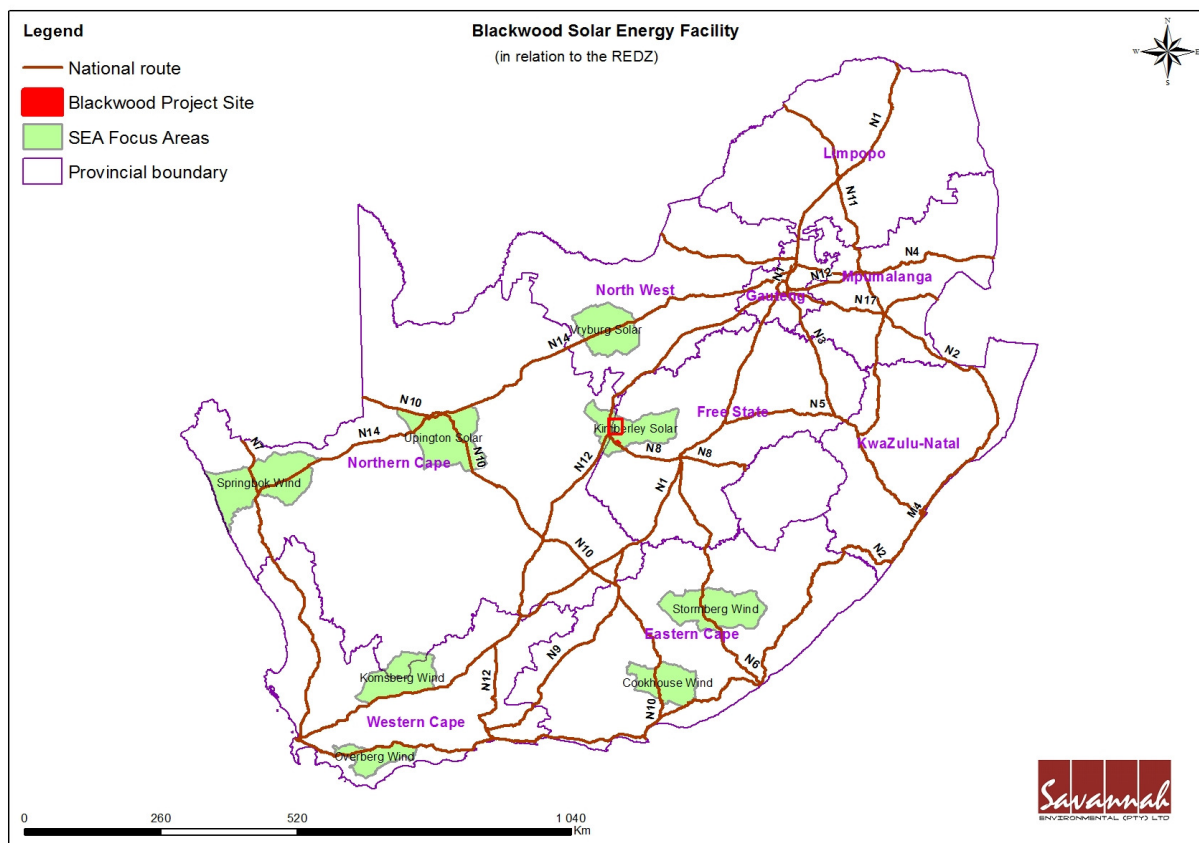 Legend
National route
Blackwood Project Site
SEA Focus Areas
Provincial boundary
Blackwood Solar Energy Facility
(in relation to the REDZ)
N
W
E
S
N1
Limpopo
N11
N4
N1
N12
Mpumalanga
Gauteng
North West
N17
Vryburg Solar
N14
N3
N2
N10
N5
Free State
Kimberley Solar
Upington Solar
N14
N7
KwaZulu-Natal
N8
N8
N10
N12
Northern Cape
Springbok Wind
N1
M4
N10
N2
Stormberg Wind
Eastern Cape
N9
N6
Komsberg Wind
N12
Cookhouse Wind
N10
Western Cape
Overberg Wind
0
260
520
1 040
Km
Savannah
ENVIRONMENTAL (PTY) LTD